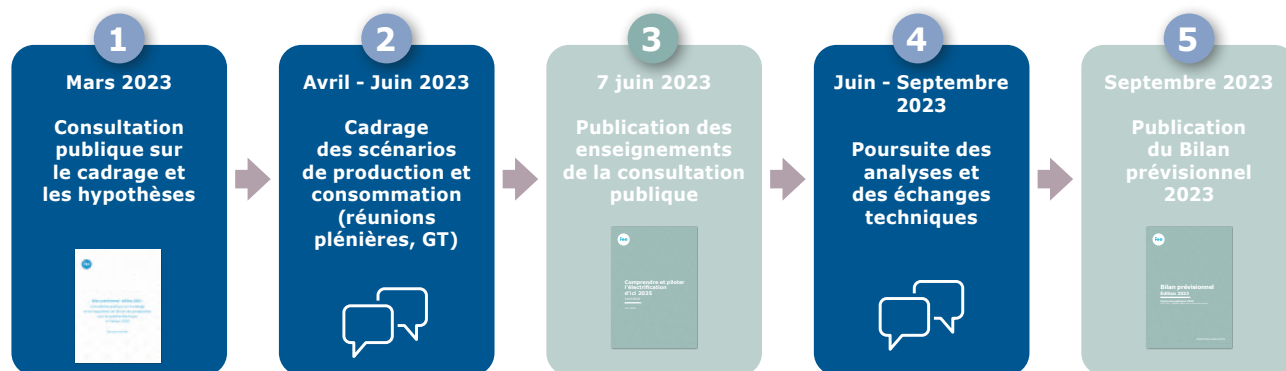 1
Mars 2023
Consultation
publique sur
le cadrage et
les hypothèses
2
Avril - Juin 2023
Cadrage
des scénarios
de production et
consommation
(réunions
plénières, GT)
3
7 juin 2023
Publication des
enseignements
de la consultation
publique
Comprendre et piloter
l'électrification
d'ici 2035
4
Juin - Septembre
2023
Poursuite des
analyses et
des échanges
techniques
5
Septembre 2023
Publication
du Bilan
prévisionnel
2023
Bilan prévisionnel
Édition 2023